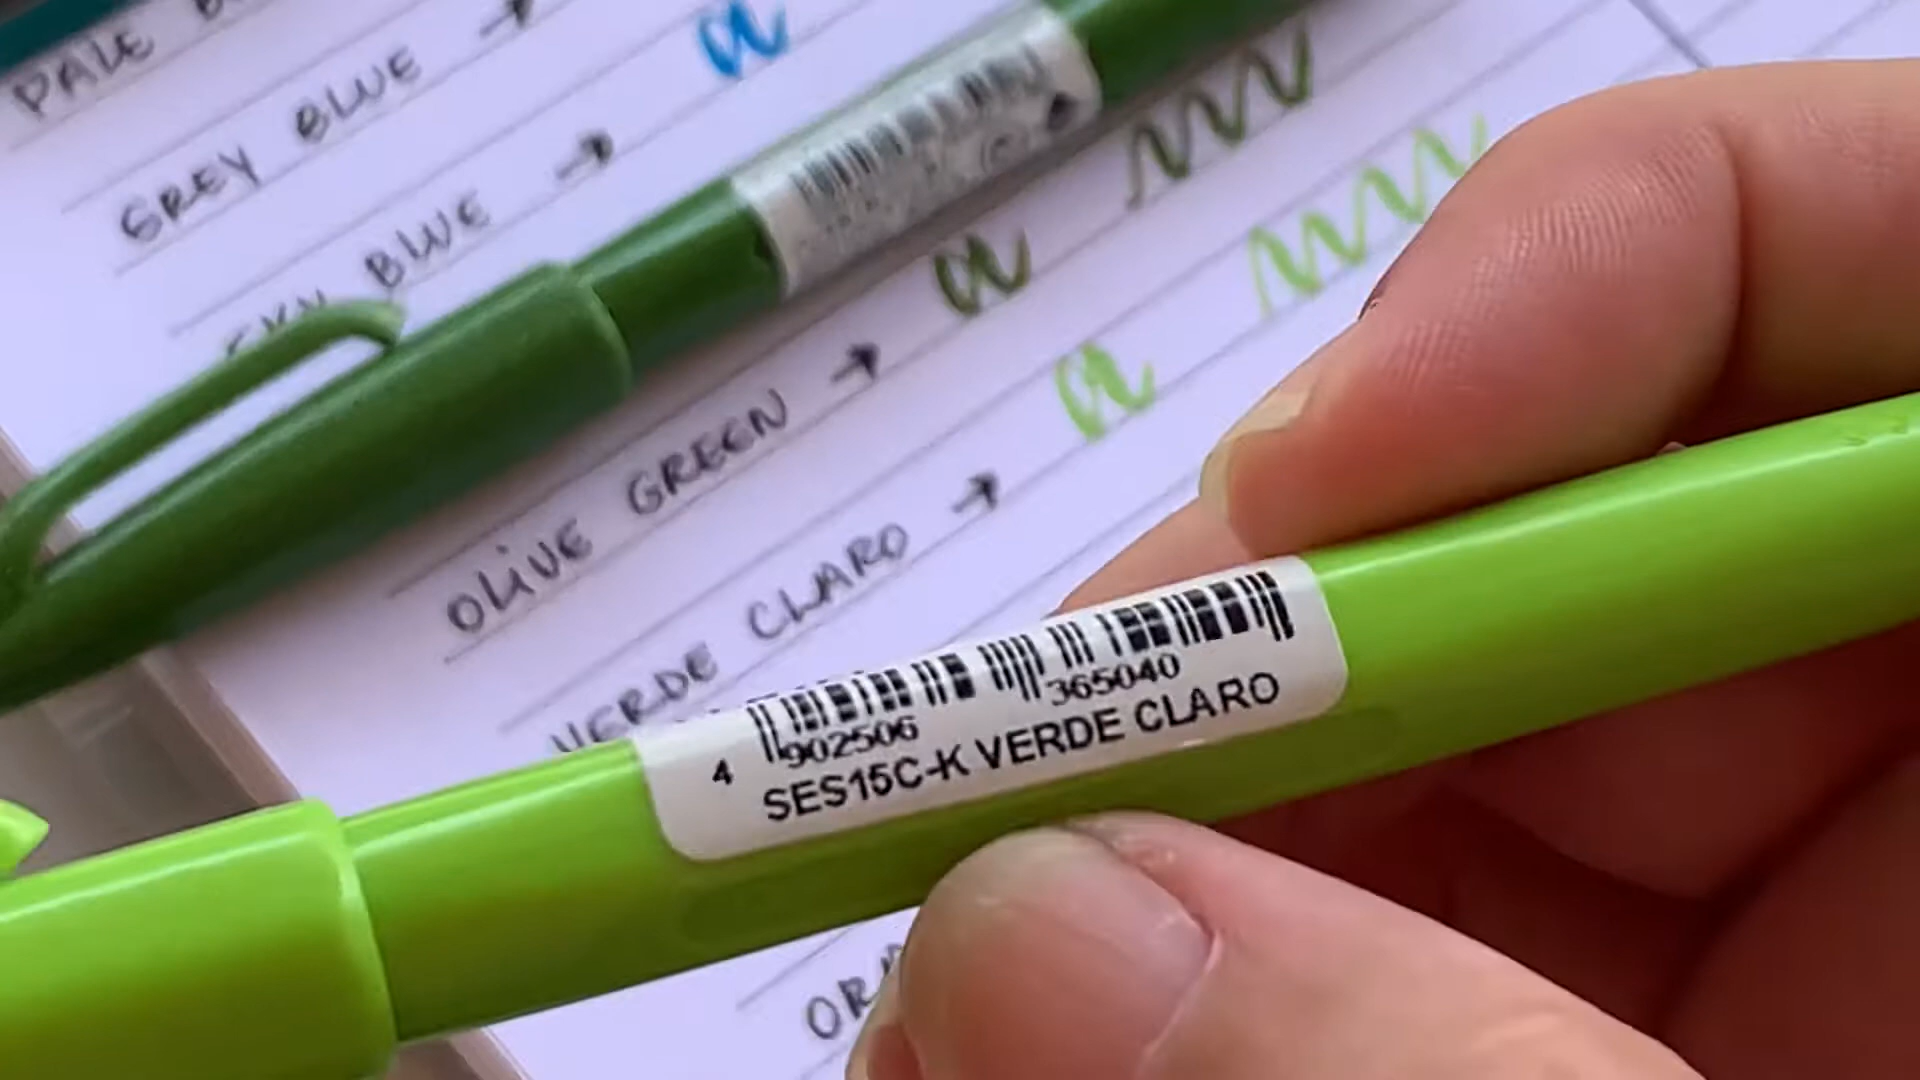 PALE
GREY BLUE →
SKY BLUE → a
OLIVE GREEN → a
VERDE CLARO → a
4 902506 365040
SES15C-K VERDE CLARO